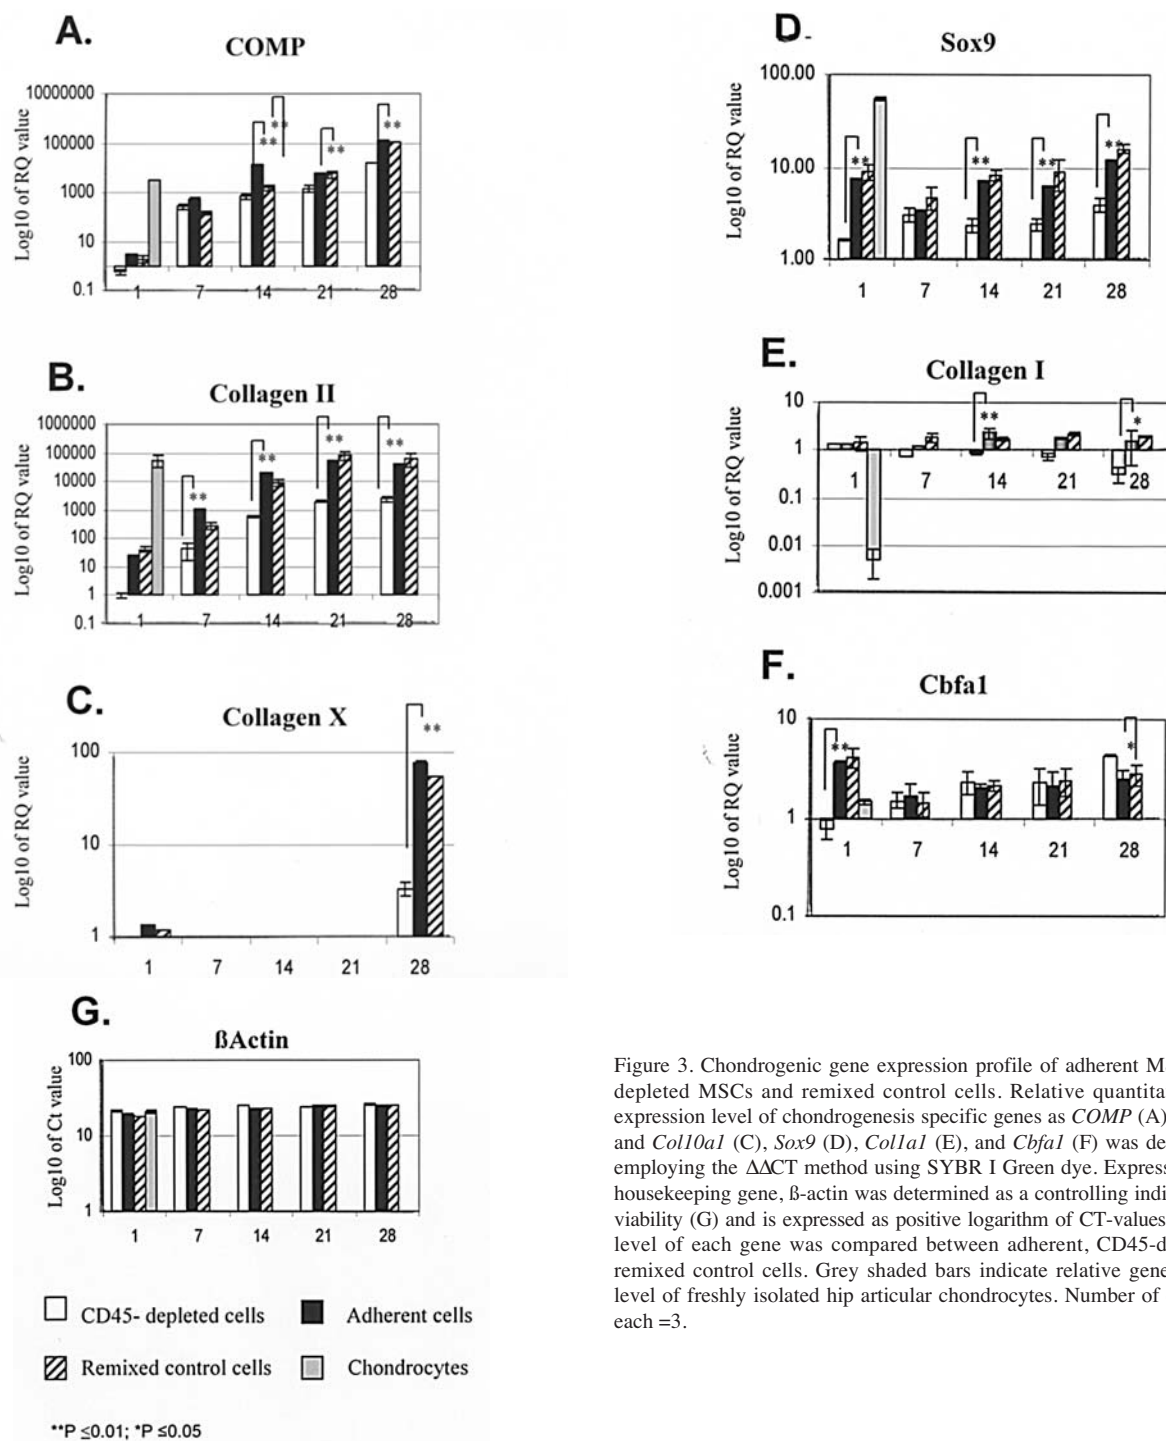 A.
COMP
Log10 of RQ value
10000000
100000
1000
10
0.1
1 7 14 21 28
** ** ** **
B.
Collagen II
Log10 of RQ value
1000000
100000
10000
1000
100
10
1
0.1
1 7 14 21 28
** ** ** **
C.
Collagen X
Log10 of RQ value
100
10
1
1 7 14 21 28
**
D.
Sox9
Log10 of RQ value
100.00
10.00
1.00
1 7 14 21 28
** ** ** **
E.
Collagen I
Log10 of RQ value
10
1
0.1
0.01
0.001
1 7 14 21 28
** *
F.
Cbfa1
Log10 of RQ value
10
1
0.1
1 7 14 21 28
** *
G.
ßActin
Log10 of Ct value
100
10
1
1 7 14 21 28
CD45- depleted cells
Adherent cells
Remixed control cells
Chondrocytes
**P ≤0.01; *P ≤0.05
Figure 3. Chondrogenic gene expression profile of adherent M
depleted MSCs and remixed control cells. Relative quantita
expression level of chondrogenesis specific genes as COMP (A)
and Col10a1 (C), Sox9 (D), Col1a1 (E), and Cbfa1 (F) was de
employing the ΔΔCT method using SYBR I Green dye. Express
housekeeping gene, ß-actin was determined as a controlling indi
viability (G) and is expressed as positive logarithm of CT-values
level of each gene was compared between adherent, CD45-d
remixed control cells. Grey shaded bars indicate relative gene
level of freshly isolated hip articular chondrocytes. Number of
each =3.